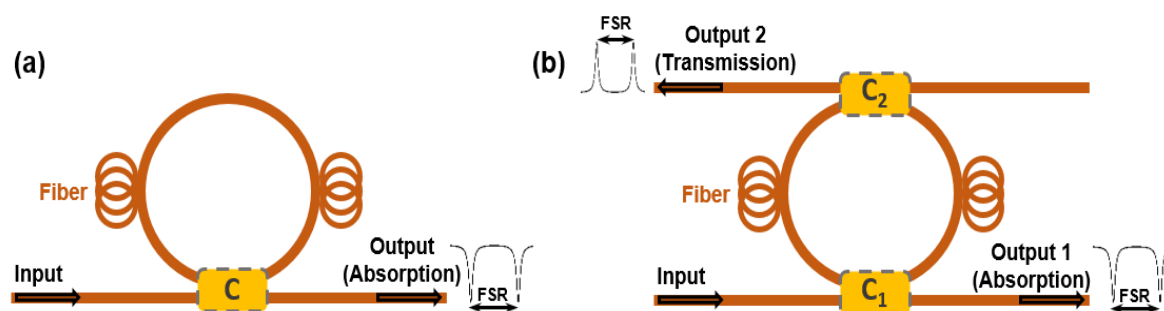 (a)
Fiber
Input
C
Output
(Absorption)
FSR
(b)
FSR
Output 2
(Transmission)
C2
Fiber
Input
C1
Output 1
(Absorption)
FSR